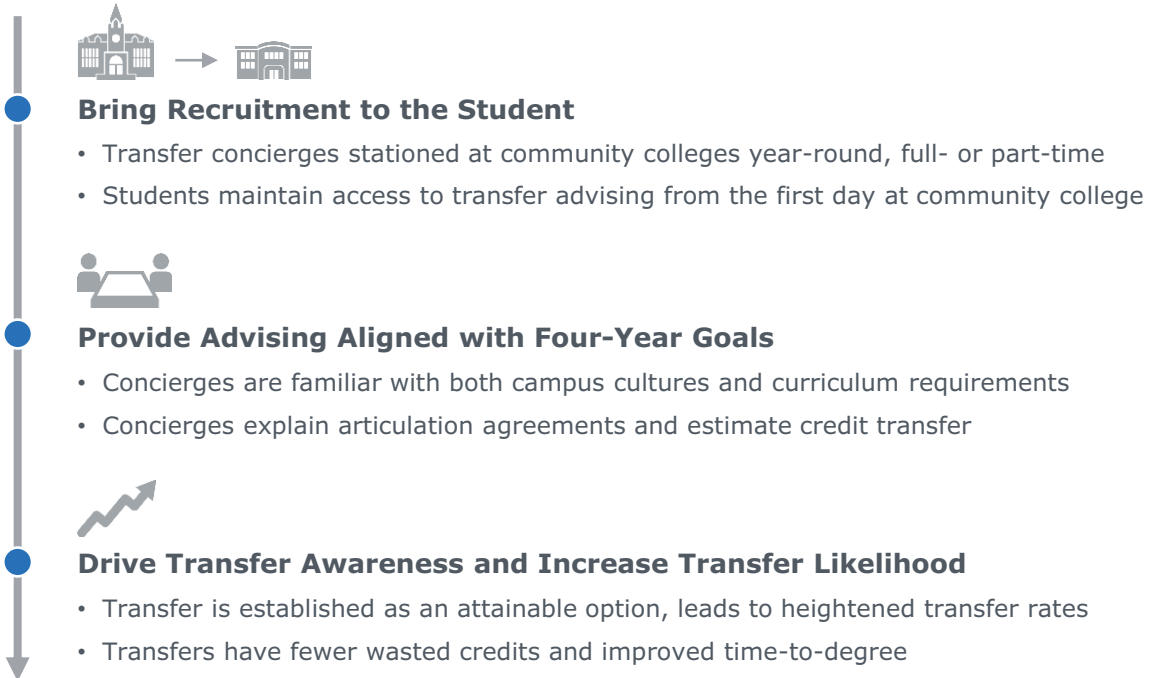 Bring Recruitment to the Student
• Transfer concierges stationed at community colleges year-round, full- or part-time
• Students maintain access to transfer advising from the first day at community college
Provide Advising Aligned with Four-Year Goals
• Concierges are familiar with both campus cultures and curriculum requirements
• Concierges explain articulation agreements and estimate credit transfer
Drive Transfer Awareness and Increase Transfer Likelihood
• Transfer is established as an attainable option, leads to heightened transfer rates
• Transfers have fewer wasted credits and improved time-to-degree